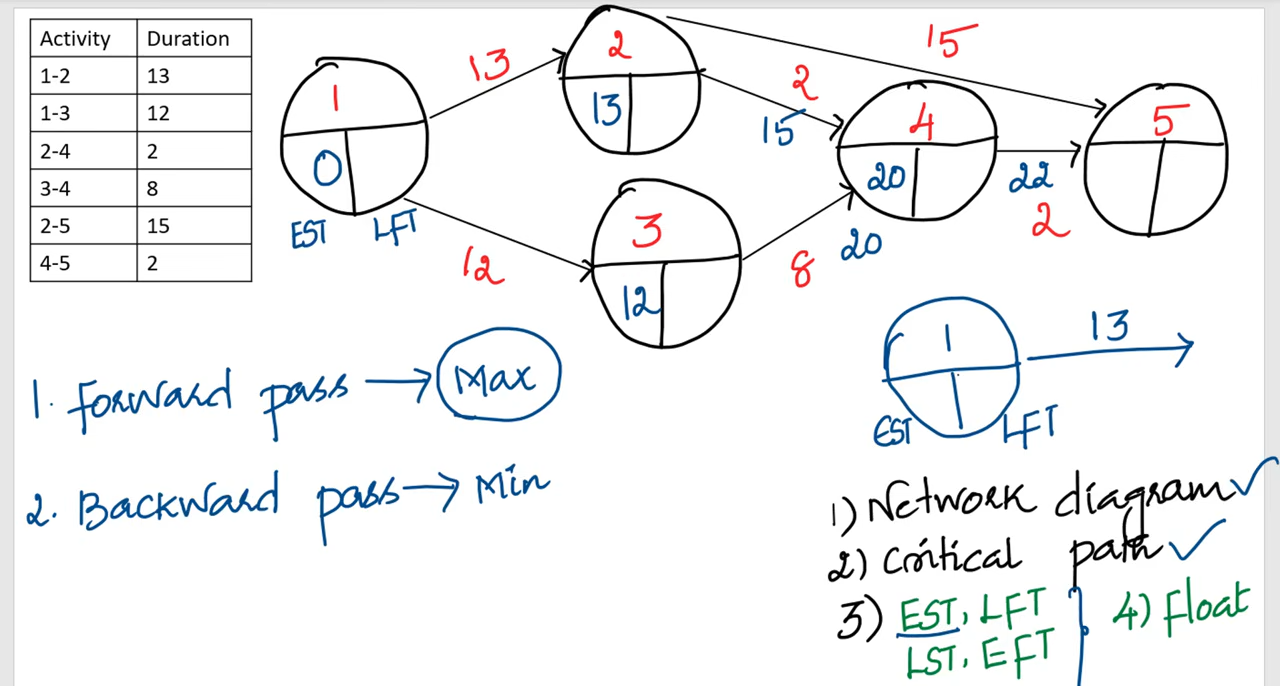 Activity Duration
1-2 13
1-3 12
2-4 2
3-4 8
2-5 15
4-5 2
1
0
EST LFT
13
12
2
13
3
12
15
2
15
8
20
4
20
22
2
5
1. Forward pass → Max
2. Backward pass → Min
1
13
EST LFT
1) Network diagram ✓
2) Critical path ✓
3) EST, LFT
LST, EFT
4) Float